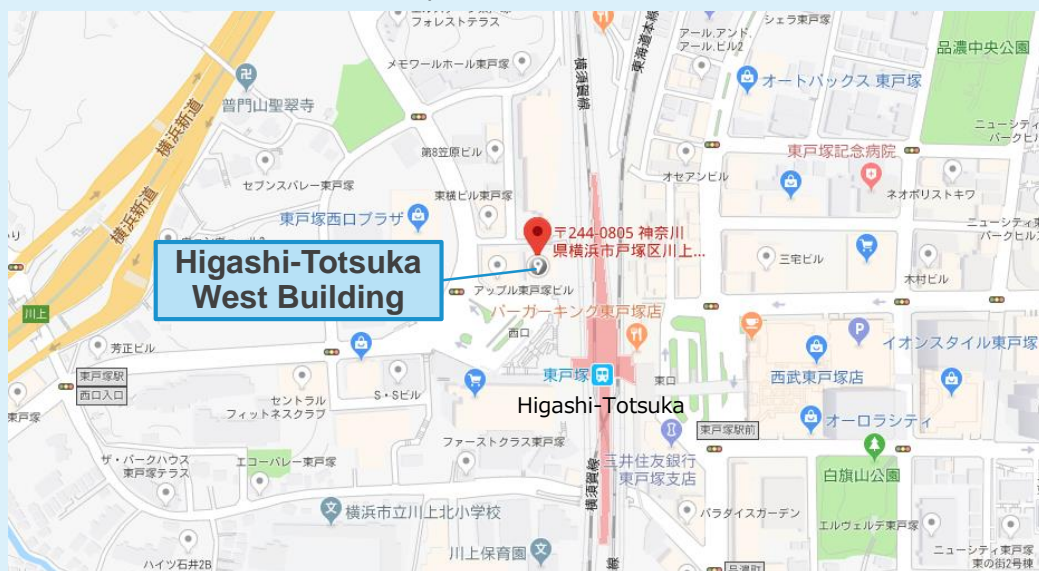 フォレストテラス
メモワールホール東戸塚
横須賀線
東海道本線
アール.アンド.
アール.ビル2
シェラ東戸塚
品濃中央公園
オートバックス 東戸塚
普門山聖翠寺
横浜新道
横浜新道
第8笠原ビル
東戸塚記念病院
ニューシティ
パークヒル
セブンスバレー東戸塚
東横ビル東戸塚
オセアンビル
ネオポリストキワ
東戸塚西口プラザ
〒244-0805 神奈川
県横浜市戸塚区川上...
ニューシティ東
パークヒルズ
Higashi-Totsuka
West Building
三宅ビル
木村ビル
アップル東戸塚ビル
川上
バーガーキング東戸塚店
西口
芳正ビル
イオンスタイル東戸塚
東戸塚駅
西口入口
東戸塚
東口
西武東戸塚店
セントラル
フィットネスクラブ
S・Sビル
Higashi-Totsuka
東戸塚
オーロラシティ
東戸塚駅前
ファーストクラス東戸塚
ザ・パークハウス
東戸塚テラス
エコーバレー東戸塚
横須賀線
三井住友銀行
東戸塚支店
白旗山公園
横浜市立川上北小学校
パラダイスガーデン
エルヴェルデ東戸塚
川上保育園
ハイツ石井2B
本線
品濃町
ニューシティ東戸塚
東の街2号棟